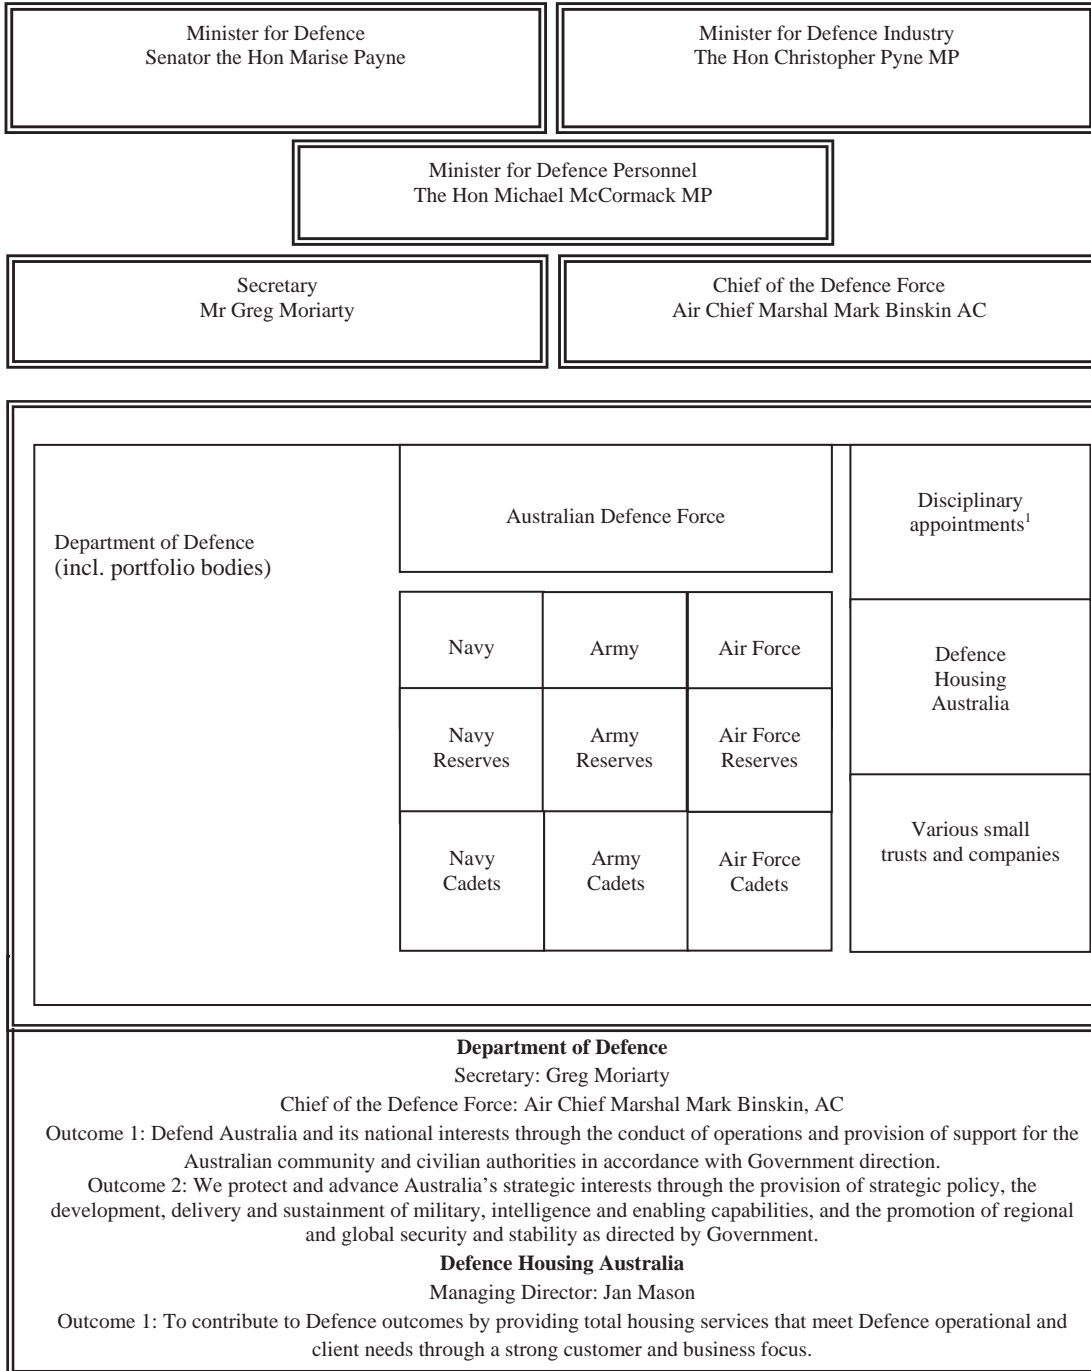 Minister for Defence
Senator the Hon Marise Payne
Minister for Defence Industry
The Hon Christopher Pyne MP
Minister for Defence Personnel
The Hon Michael McCormack MP
Secretary
Mr Greg Moriarty
Chief of the Defence Force
Air Chief Marshal Mark Binskin AC
Department of Defence
(incl. portfolio bodies)
Australian Defence Force
Navy
Army
Air Force
Navy
Reserves
Army
Reserves
Air Force
Reserves
Navy
Cadets
Army
Cadets
Air Force
Cadets
Disciplinary
appointments¹
Defence
Housing
Australia
Various small
trusts and companies
Department of Defence
Secretary: Greg Moriarty
Chief of the Defence Force: Air Chief Marshal Mark Binskin, AC
Outcome 1: Defend Australia and its national interests through the conduct of operations and provision of support for the
Australian community and civilian authorities in accordance with Government direction.
Outcome 2: We protect and advance Australia’s strategic interests through the provision of strategic policy, the
development, delivery and sustainment of military, intelligence and enabling capabilities, and the promotion of regional
and global security and stability as directed by Government.
Defence Housing Australia
Managing Director: Jan Mason
Outcome 1: To contribute to Defence outcomes by providing total housing services that meet Defence operational and
client needs through a strong customer and business focus.